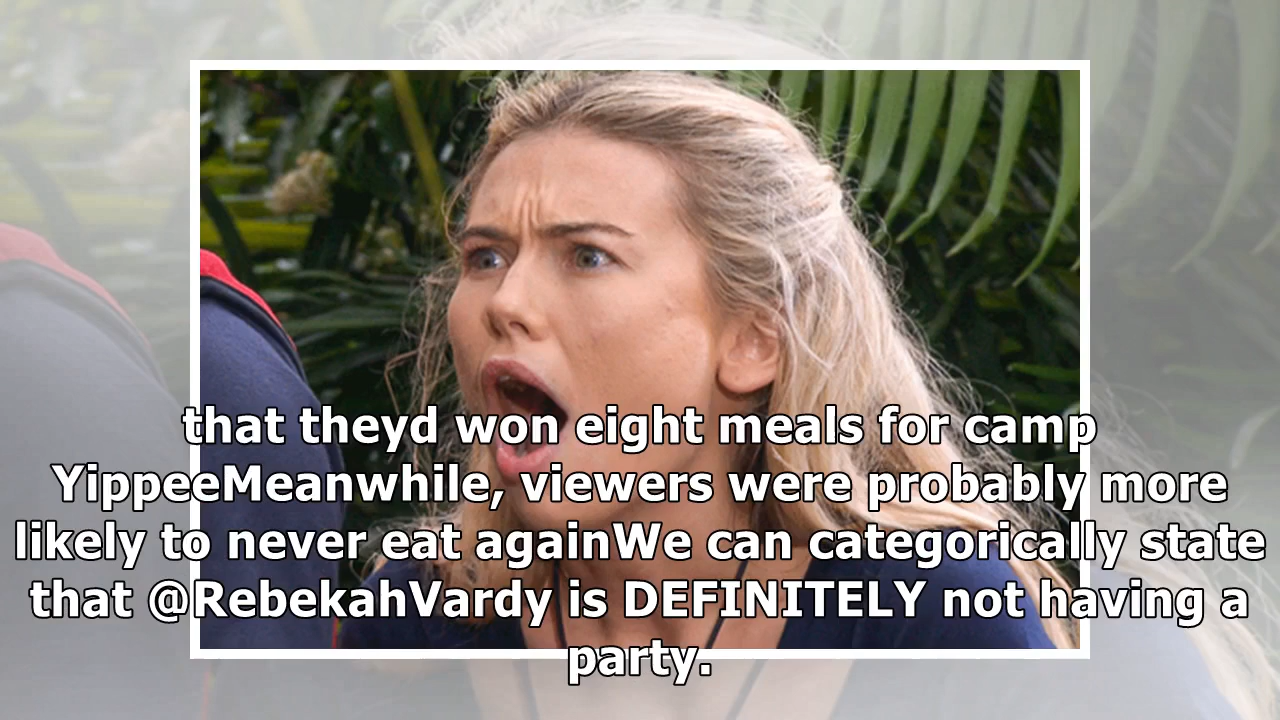 that theyd won eight meals for camp
YippeeMeanwhile, viewers were probably more
likely to never eat againWe can categorically state
that @RebekahVardy is DEFINITELY not having a
party.